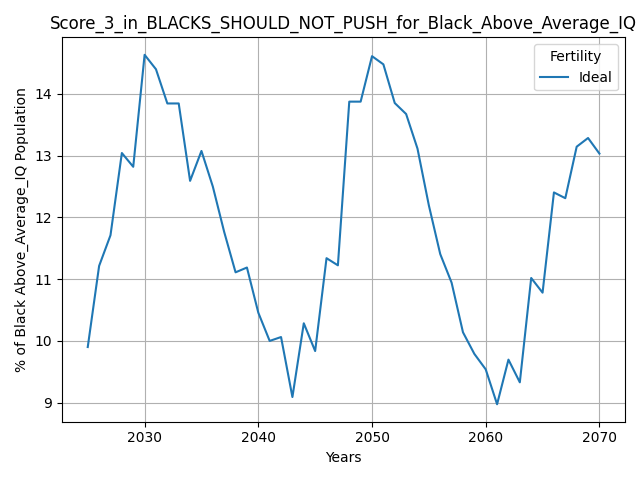 Score_3_in_BLACKS_SHOULD_NOT_PUSH_for_Black_Above_Average_IQ
Fertility
Ideal
% of Black Above_Average_IQ Population
14
13
12
11
10
9
2030 2040 2050 2060 2070
Years